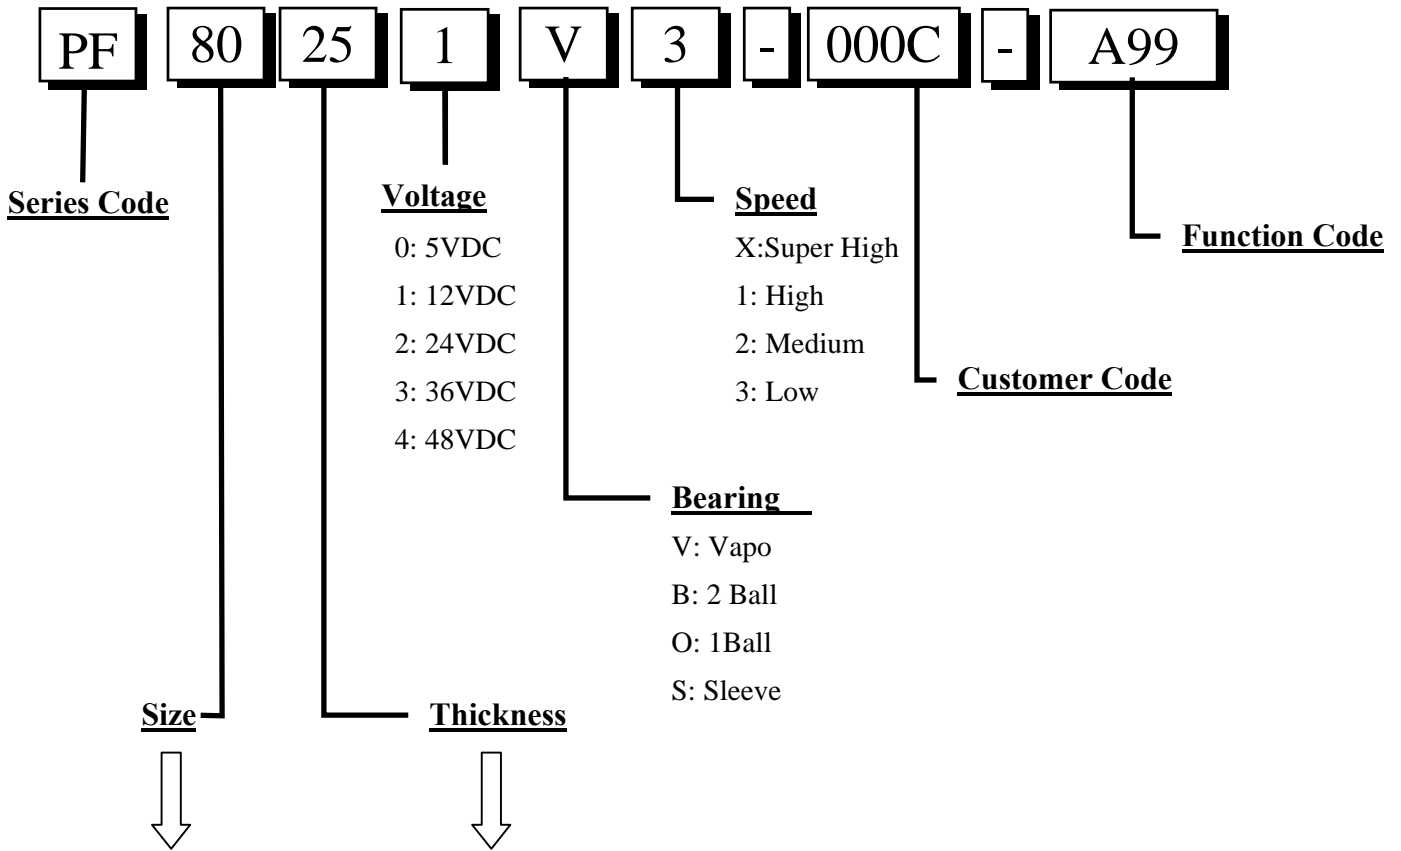 PF 80 25 1 V 3 - 000C - A99
Series Code
Voltage
0: 5VDC
1: 12VDC
2: 24VDC
3: 36VDC
4: 48VDC
Speed
X:Super High
1: High
2: Medium
3: Low
Function Code
Customer Code
Bearing
V: Vapo
B: 2 Ball
O: 1Ball
S: Sleeve
Size
Thickness